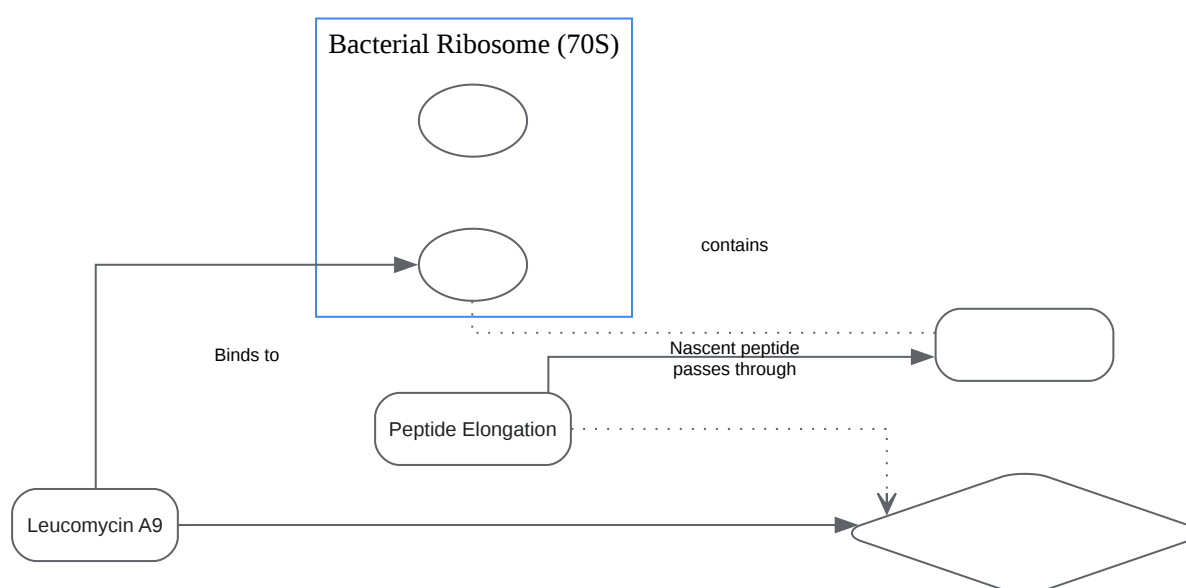 Bacterial Ribosome (70S)
contains
Binds to
Nascent peptide
passes through
Peptide Elongation
Leucomycin A9